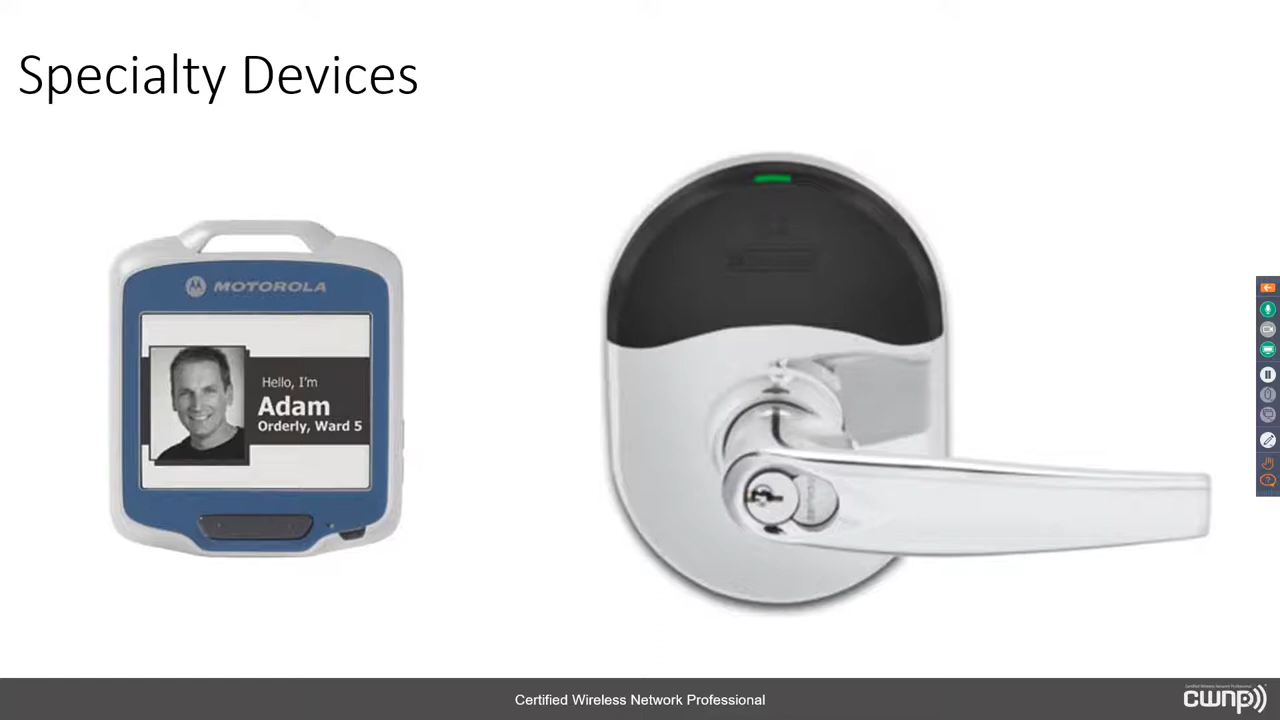 Specialty Devices
MOTOROLA
Hello, I'm
Adam
Orderly, Ward 5
Certified Wireless Network Professional
cwnp